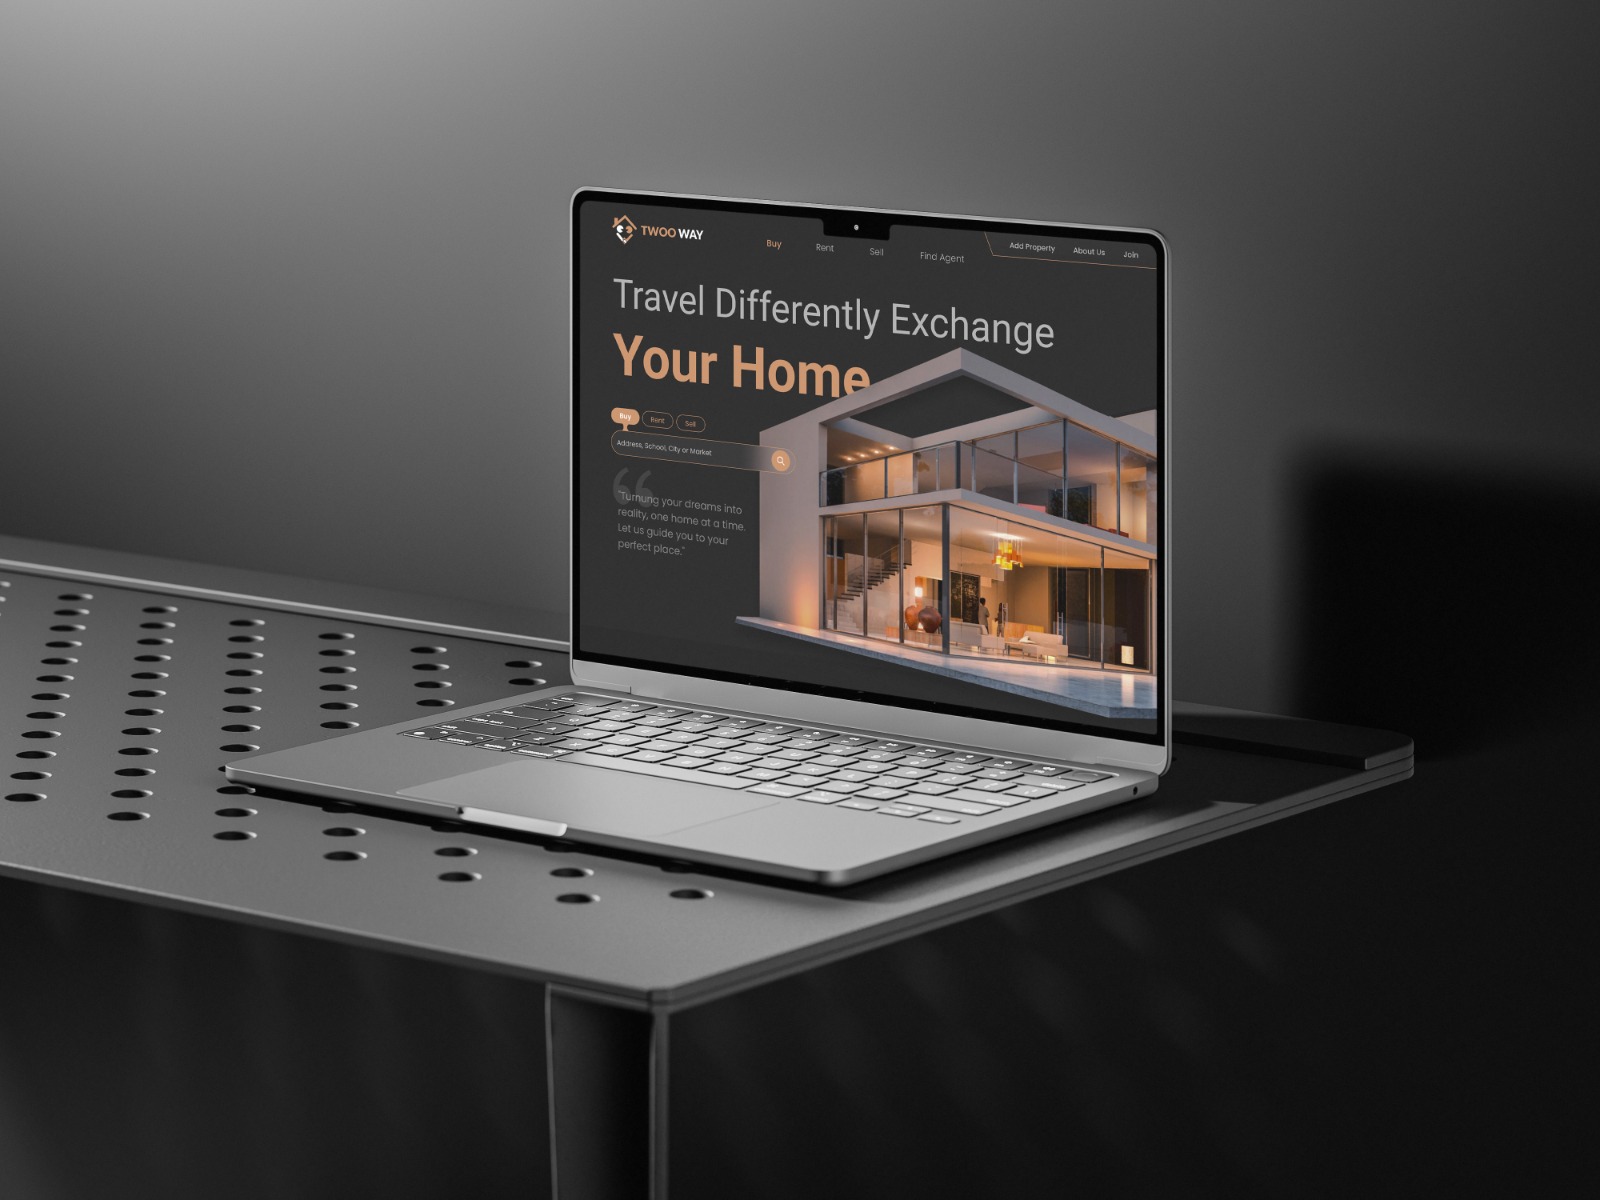 TWOO WAY
Buy
Rent
Sell
Find Agent
Add Property
About Us
Join
Travel Differently Exchange
Your Home
Buy
Rent
Sell
Address, School, City or Market
“
"Turnung your dreams into
reality, one home at a time.
Let us guide you to your
perfect place."